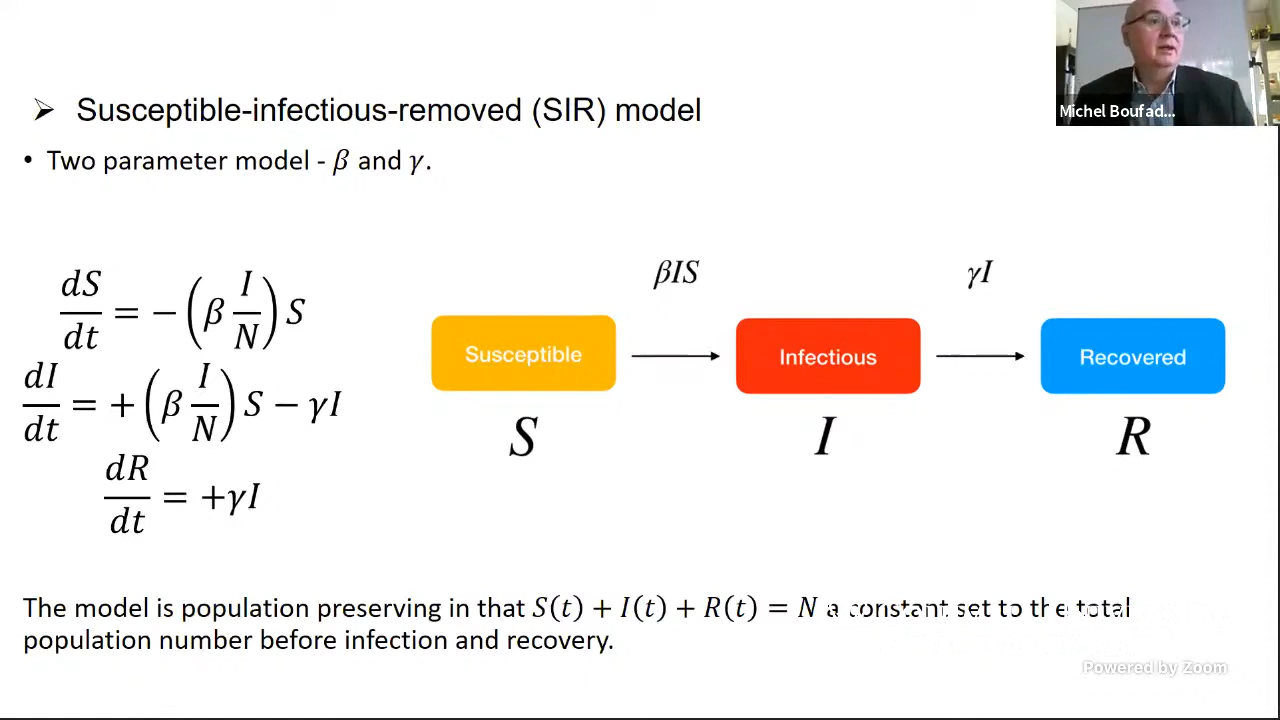 Michel Boufad...
➢ Susceptible-infectious-removed (SIR) model
• Two parameter model - β and γ.
dS/dt = −(β I/N) S
dI/dt = +(β I/N) S − γI
dR/dt = +γI
βIS
γI
Susceptible
Infectious
Recovered
S
I
R
The model is population preserving in that S(t) + I(t) + R(t) = N a constant set to the total
population number before infection and recovery.
Powered by Zoom